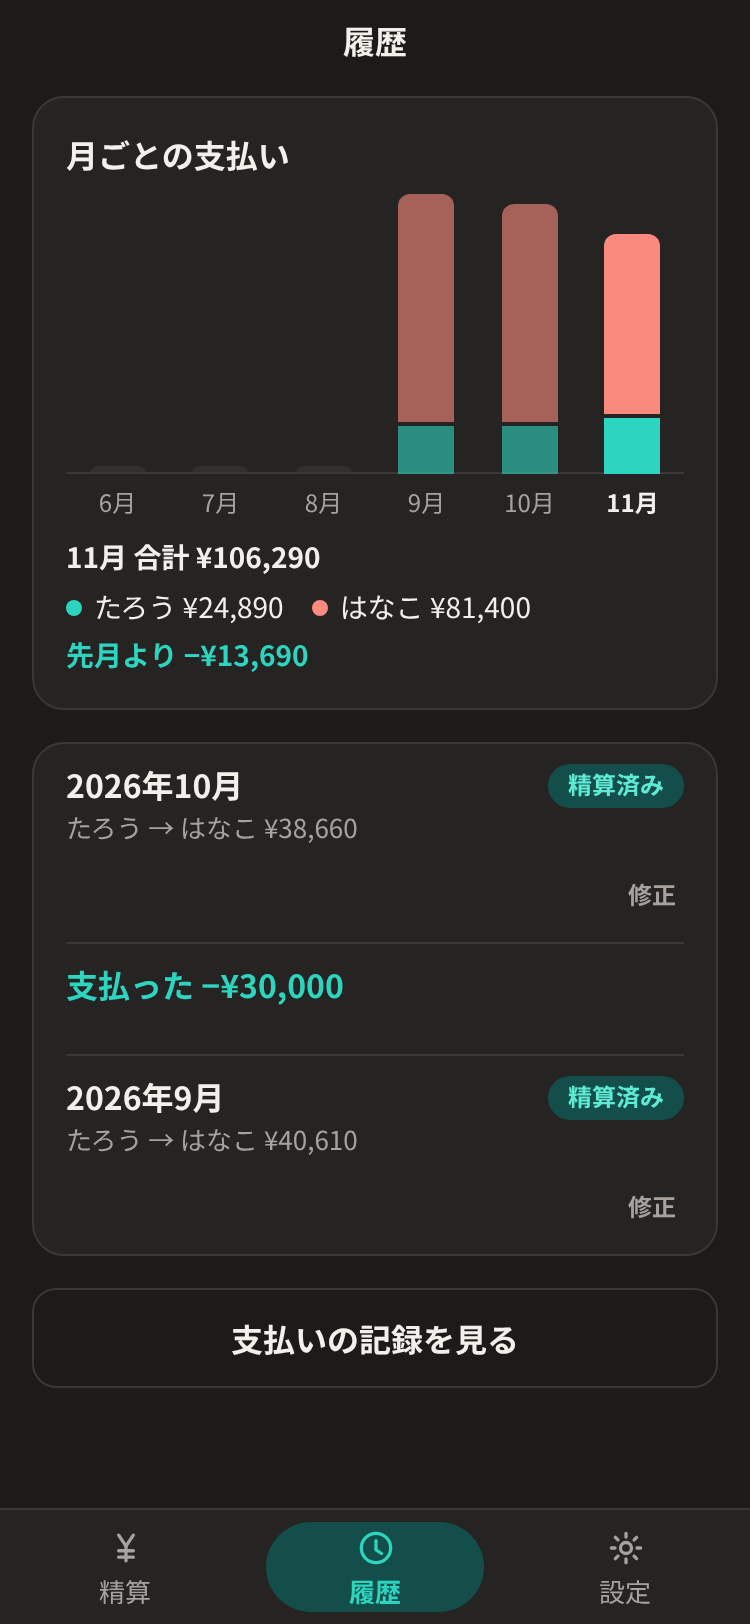 履歴
月ごとの支払い
6月 7月 8月 9月 10月 11月
11月 合計 ¥106,290
たろう ¥24,890 はなこ ¥81,400
先月より −¥13,690
2026年10月 精算済み
たろう → はなこ ¥38,660
修正
支払った −¥30,000
2026年9月 精算済み
たろう → はなこ ¥40,610
修正
支払いの記録を見る
精算 履歴 設定